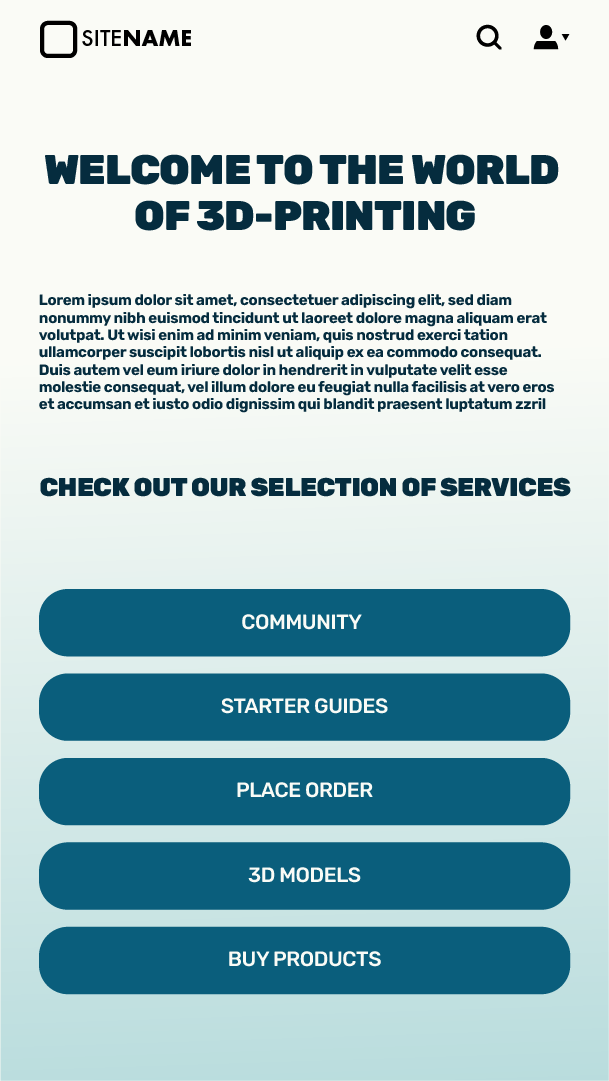 SITENAME
WELCOME TO THE WORLD
OF 3D-PRINTING
Lorem ipsum dolor sit amet, consectetuer adipiscing elit, sed diam
nonummy nibh euismod tincidunt ut laoreet dolore magna aliquam erat
volutpat. Ut wisi enim ad minim veniam, quis nostrud exerci tation
ullamcorper suscipit lobortis nisl ut aliquip ex ea commodo consequat.
Duis autem vel eum iriure dolor in hendrerit in vulputate velit esse
molestie consequat, vel illum dolore eu feugiat nulla facilisis at vero eros
et accumsan et iusto odio dignissim qui blandit praesent luptatum zzril
CHECK OUT OUR SELECTION OF SERVICES
COMMUNITY
STARTER GUIDES
PLACE ORDER
3D MODELS
BUY PRODUCTS